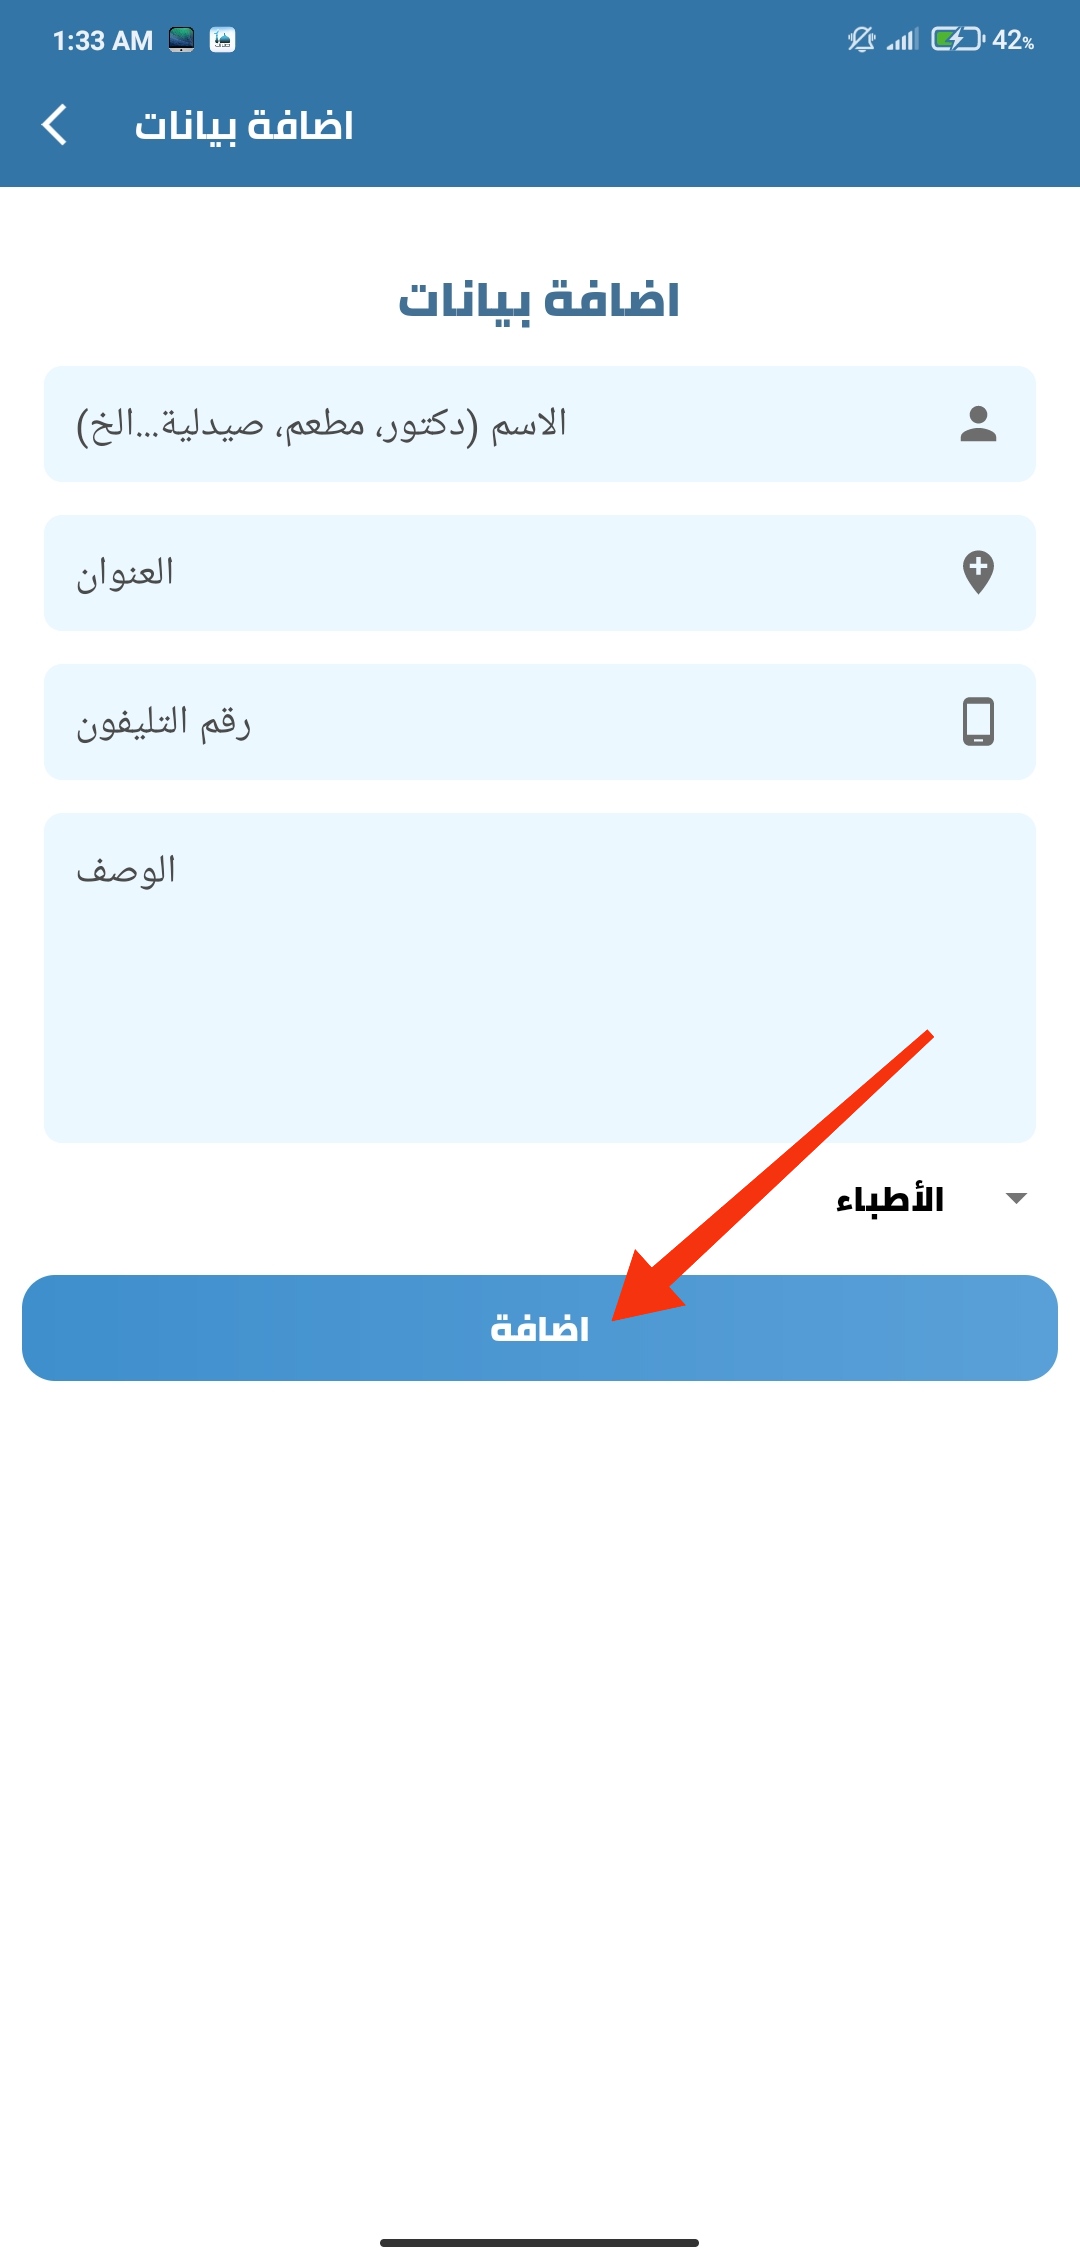 1:33 AM 42%
اضافة بيانات
اضافة بيانات
الاسم (دكتور، مطعم، صيدلية...الخ)
العنوان
رقم التليفون
الوصف
الأطباء
اضافة